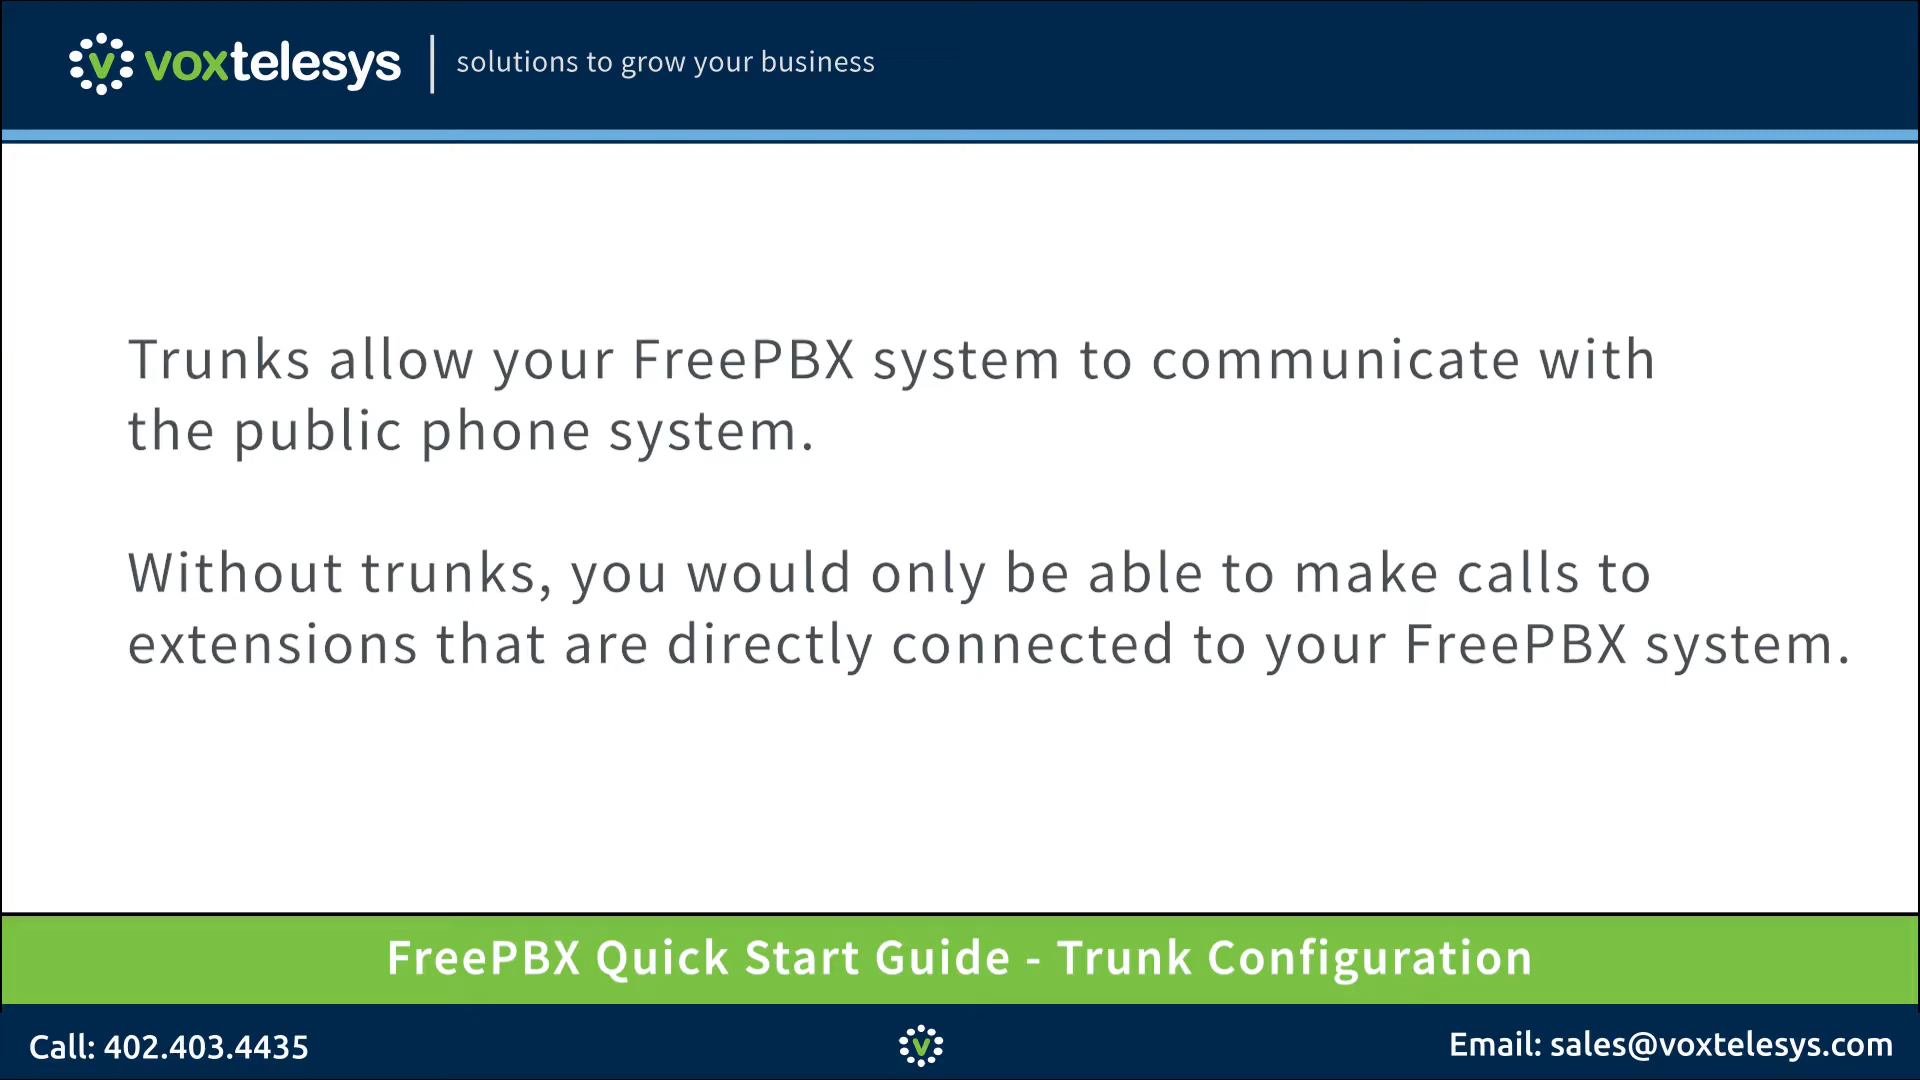 voxtelesys
solutions to grow your business
Trunks allow your FreePBX system to communicate with
the public phone system.
Without trunks, you would only be able to make calls to
extensions that are directly connected to your FreePBX system.
FreePBX Quick Start Guide - Trunk Configuration
Call: 402.403.4435
v
Email: sales@voxtelesys.com